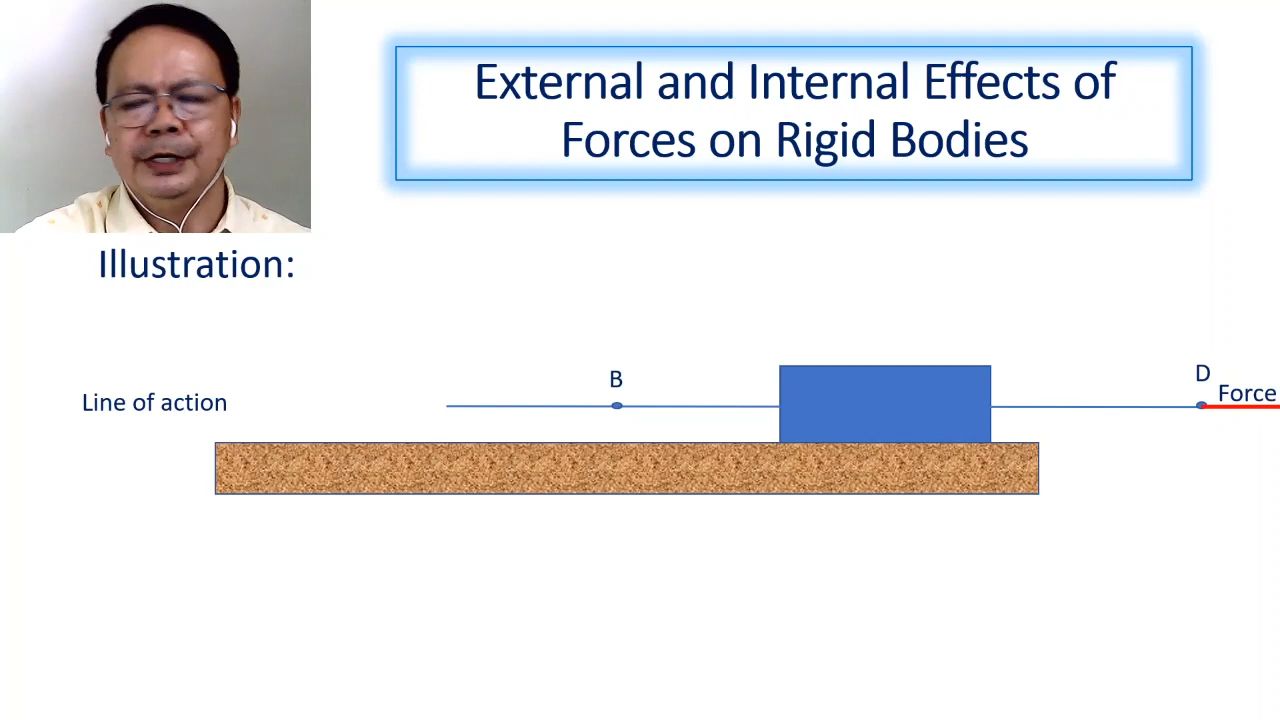 External and Internal Effects of
Forces on Rigid Bodies
Illustration:
B
D
Line of action
Force